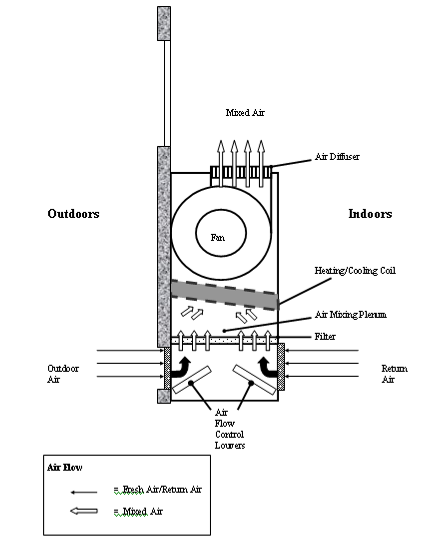 Mixed Air
Air Diffuser
Outdoors
Indoors
Fan
Heating/Cooling Coil
Air Mixing Plenum
Filter
Outdoor
Air
Return
Air
Air
Flow
Control
Louvers
Air Flow
= Fresh Air/Return Air
= Mixed Air